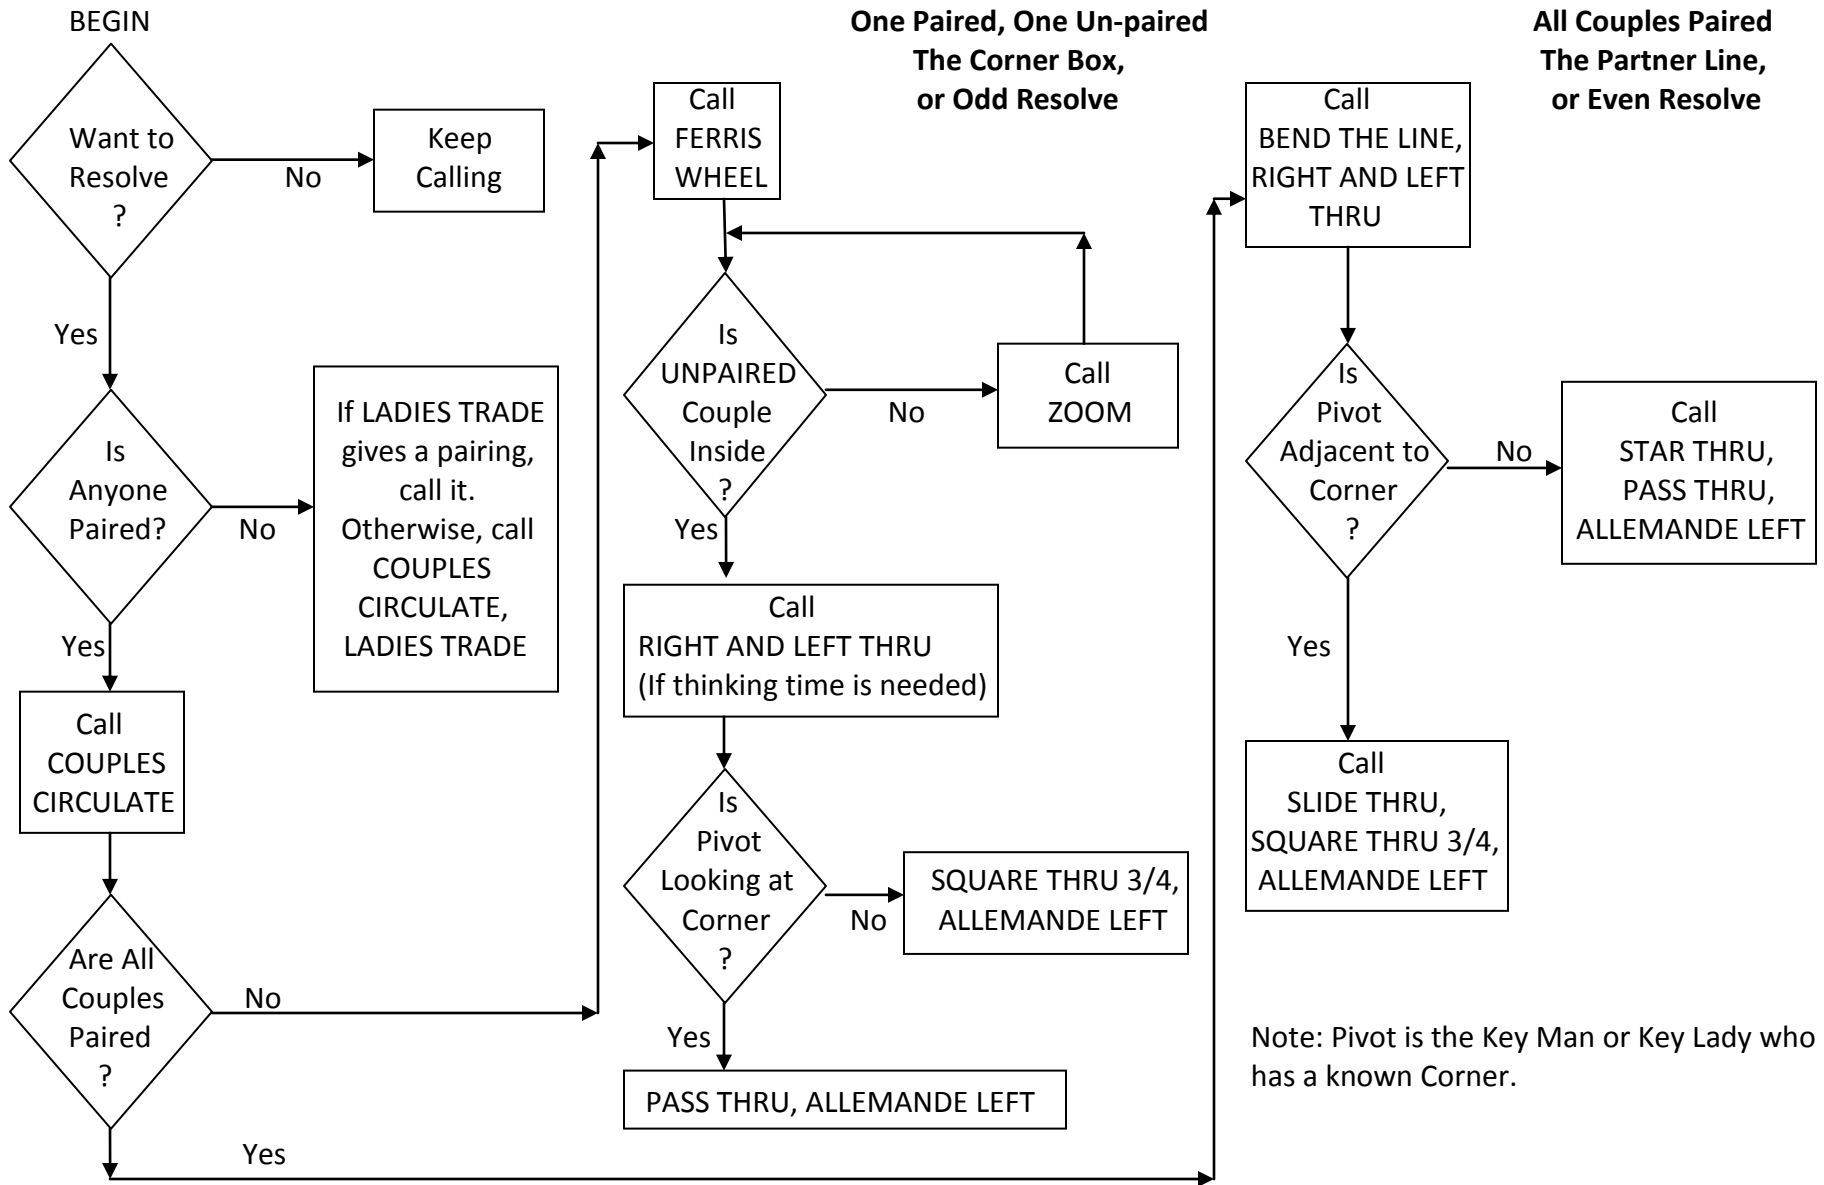 BEGIN
Want to
Resolve
?
No
Keep
Calling
Yes
Is
Anyone
Paired?
No
If LADIES TRADE
gives a pairing,
call it.
Otherwise, call
COUPLES
CIRCULATE,
LADIES TRADE
Yes
Call
COUPLES
CIRCULATE
Are All
Couples
Paired
?
No
Yes
One Paired, One Un-paired
The Corner Box,
or Odd Resolve
Call
FERRIS
WHEEL
Is
UNPAIRED
Couple
Inside
?
No
Call
ZOOM
Yes
Call
RIGHT AND LEFT THRU
(If thinking time is needed)
Is
Pivot
Looking at
Corner
?
No
SQUARE THRU 3/4,
ALLEMANDE LEFT
Yes
PASS THRU, ALLEMANDE LEFT
All Couples Paired
The Partner Line,
or Even Resolve
Call
BEND THE LINE,
RIGHT AND LEFT
THRU
Is
Pivot
Adjacent to
Corner
?
No
Call
STAR THRU,
PASS THRU,
ALLEMANDE LEFT
Yes
Call
SLIDE THRU,
SQUARE THRU 3/4,
ALLEMANDE LEFT
Note: Pivot is the Key Man or Key Lady who
has a known Corner.